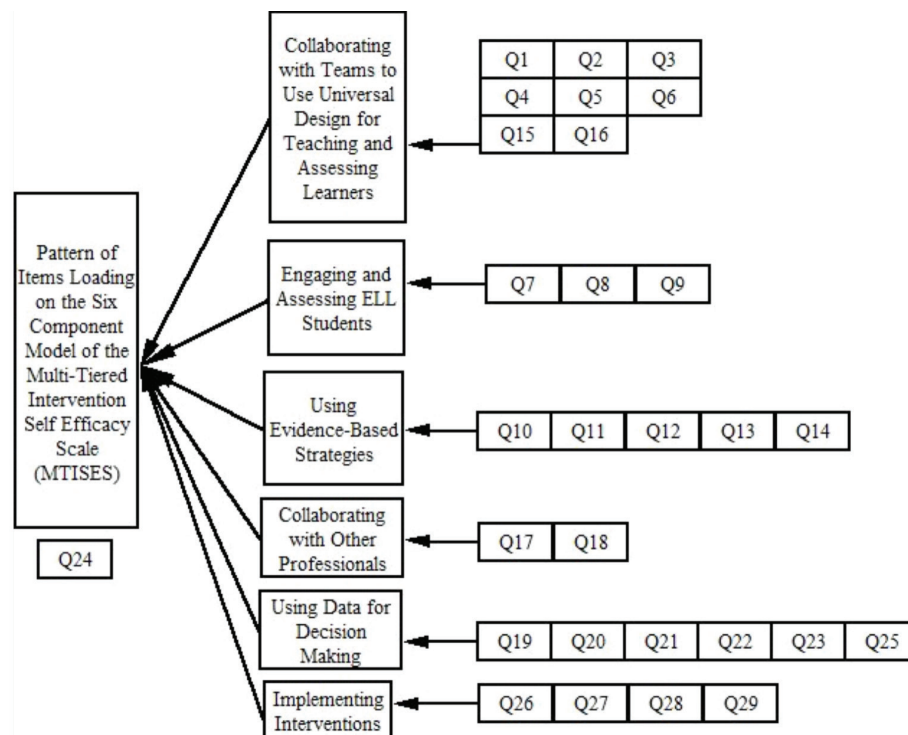 Collaborating
with Teams to
Use Universal
Design for
Teaching and
Assessing
Learners
Q1 Q2 Q3
Q4 Q5 Q6
Q15 Q16
Pattern of
Items Loading
on the Six
Component
Model of the
Multi-Tiered
Intervention
Self Efficacy
Scale
(MTISES)
Q24
Engaging and
Assessing ELL
Students
Q7 Q8 Q9
Using
Evidence-Based
Strategies
Q10 Q11 Q12 Q13 Q14
Collaborating
with Other
Professionals
Q17 Q18
Using Data for
Decision
Making
Q19 Q20 Q21 Q22 Q23 Q25
Implementing
Interventions
Q26 Q27 Q28 Q29